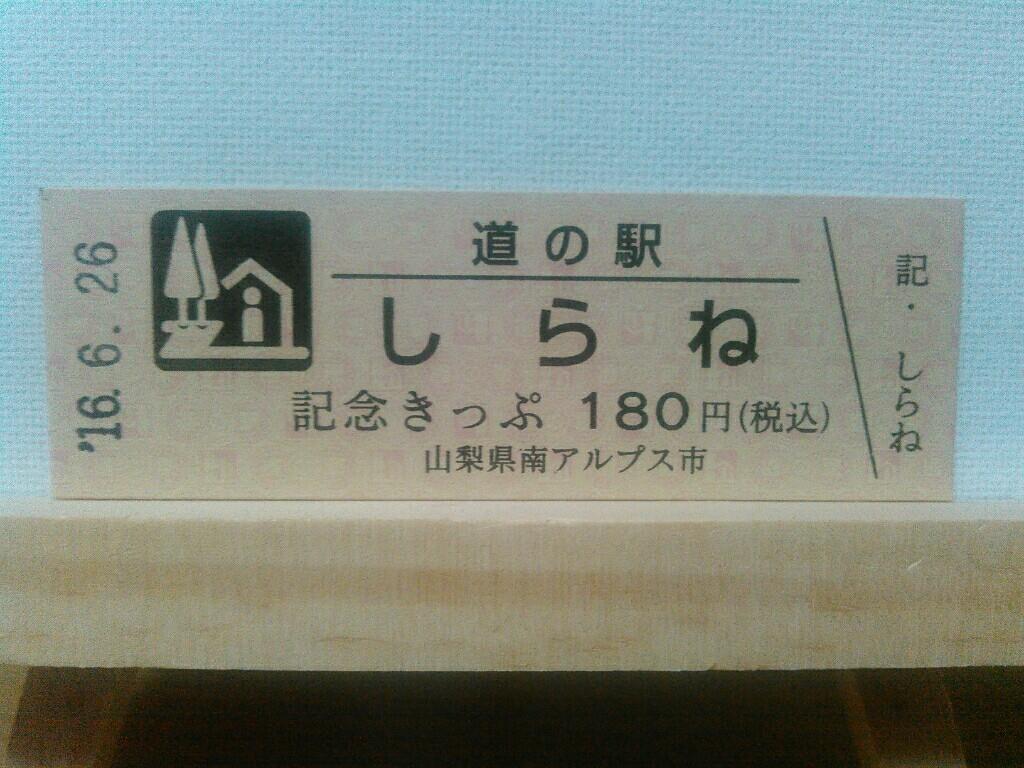 '16.6.26
道の駅
しらね
記念きっぷ 180円(税込)
山梨県南アルプス市
記・しらね